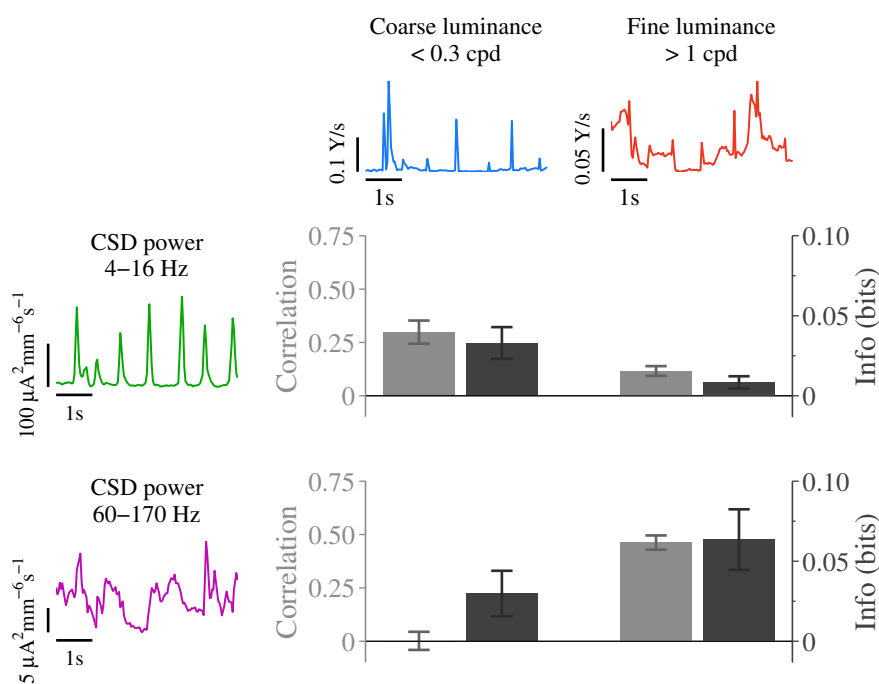 Coarse luminance
< 0.3 cpd
Fine luminance
> 1 cpd
0.1 Y/s
1s
0.05 Y/s
1s
CSD power
4−16 Hz
100 μA²mm⁻⁶s⁻¹
1s
Correlation
0.75
0.50
0.25
0
0.10
0.05
0
Info (bits)
CSD power
60−170 Hz
5 μA²mm⁻⁶s⁻¹
1s
Correlation
0.75
0.50
0.25
0
0.10
0.05
0
Info (bits)